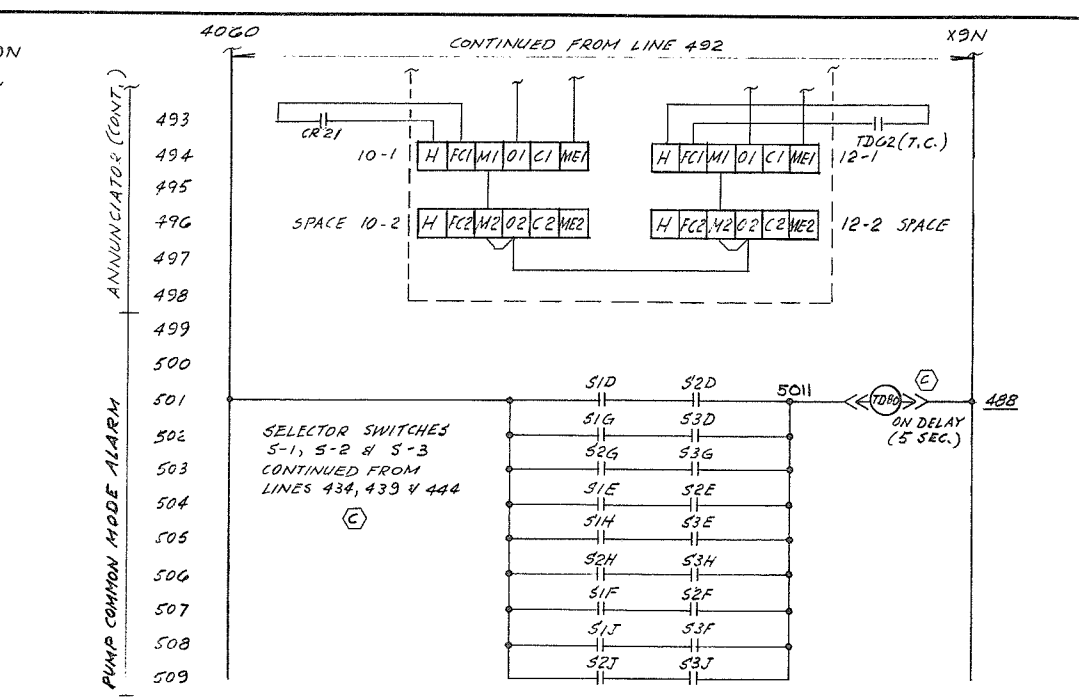 ON
4060
CONTINUED FROM LINE 492
X9N
ANNUNCIATOR (CONT.)
493
CR21
TDG2 (T.C.)
494
10-1
H FC1 M1 O1 C1 ME1
H FC1 M1 O1 C1 ME1
12-1
495
496
SPACE 10-2
H FC2 M2 O2 C2 ME2
H FC2 M2 O2 C2 ME2
12-2 SPACE
497
498
499
500
PUMP COMMON MODE ALARM
501
S1D S2D
5011
TD80
C
488
ON DELAY
(5 SEC.)
502
S1G S3D
SELECTOR SWITCHES
S-1, S-2 & S-3
CONTINUED FROM
LINES 434, 439 & 444
C
503
S2G S3G
504
S1E S2E
505
S1H S3E
506
S2H S3H
507
S1F S2F
508
S1J S3F
509
S2J S3J